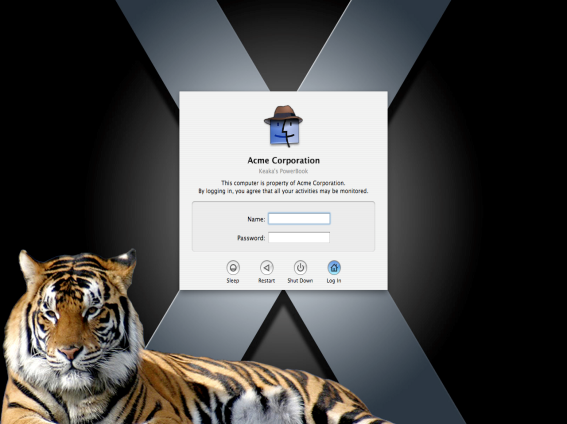 Acme Corporation
Keaka's PowerBook
This computer is property of Acme Corporation.
By logging in, you agree that all your activities may be monitored.
Name:
Password:
Sleep Restart Shut Down Log In